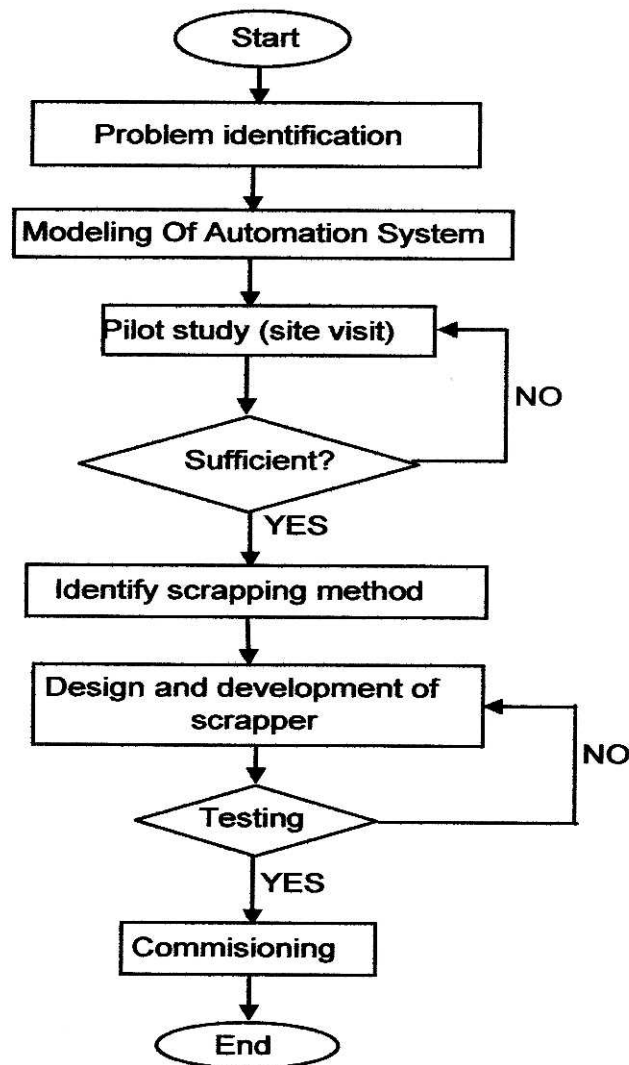 Start
Problem identification
Modeling Of Automation System
Pilot study (site visit)
NO
Sufficient?
YES
Identify scrapping method
Design and development of
scrapper
NO
Testing
YES
Commisioning
End